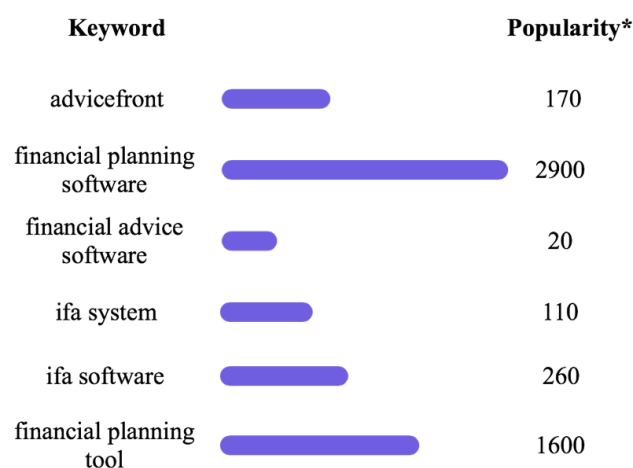 Keyword Popularity*
advicefront 170
financial planning
software 2900
financial advice
software 20
ifa system 110
ifa software 260
financial planning
tool 1600